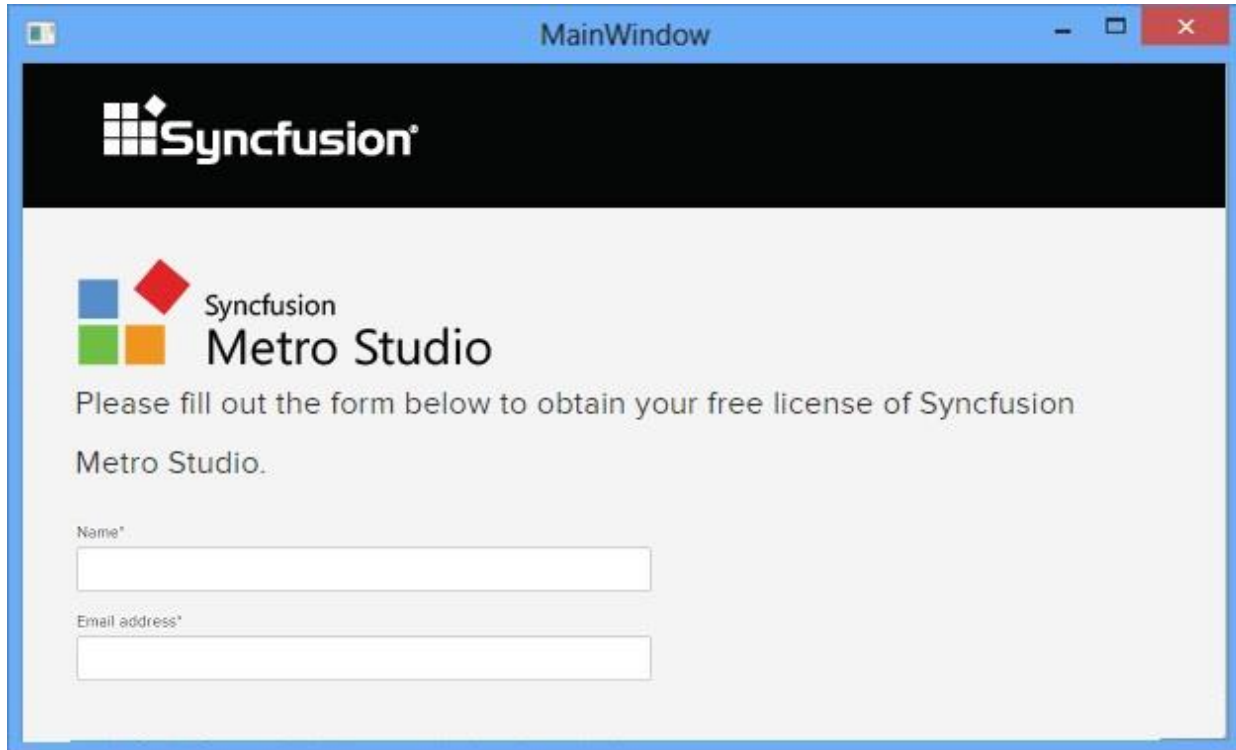 MainWindow
Syncfusion®
Syncfusion
Metro Studio
Please fill out the form below to obtain your free license of Syncfusion
Metro Studio.
Name*
Email address*